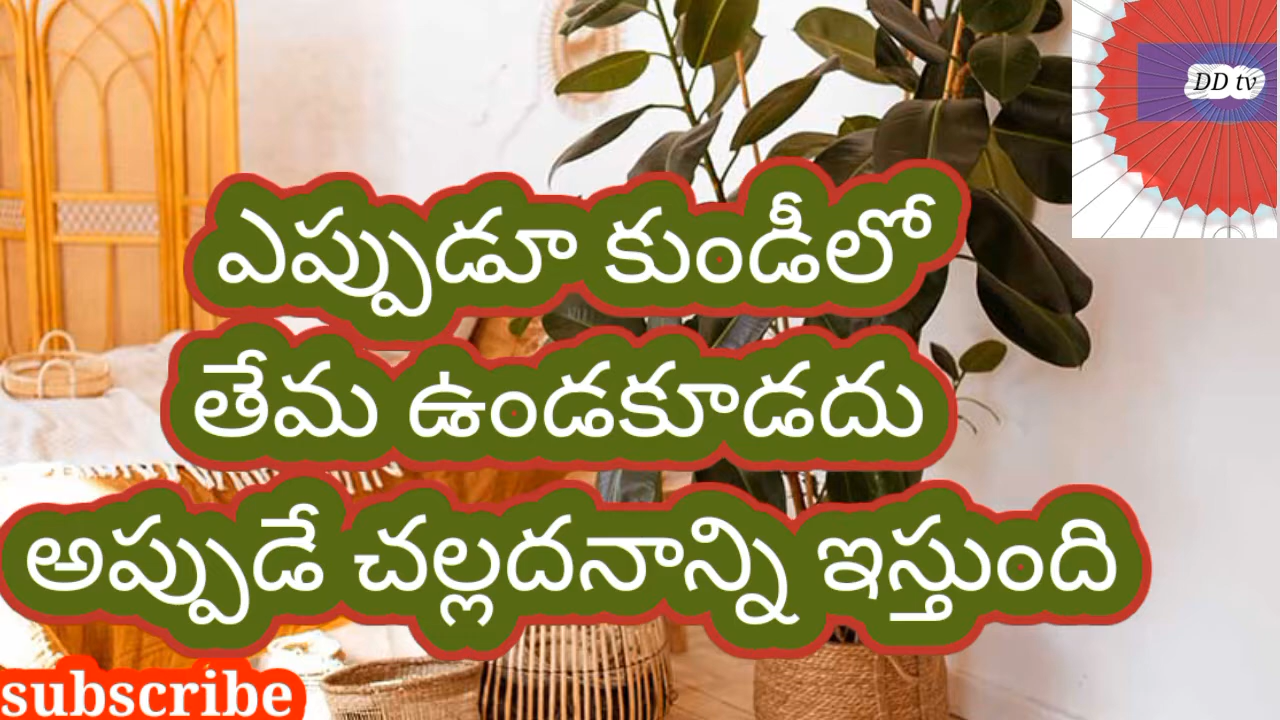 DD tv
ఎప్పుడూ కుండీలో
తేమ ఉండకూడదు
అప్పుడే చల్లదనాన్ని ఇస్తుంది
subscribe